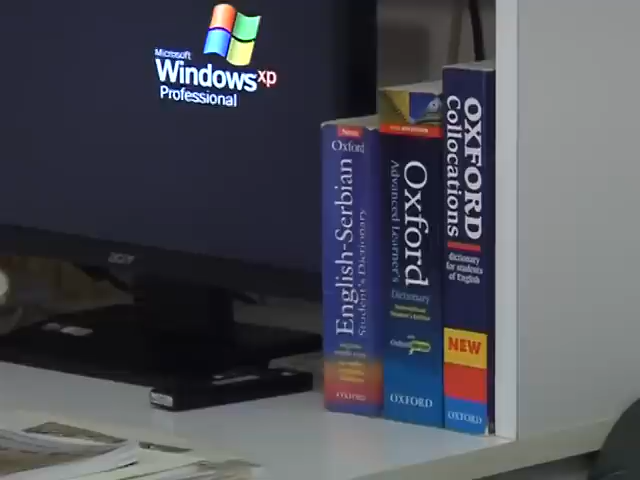 Microsoft
Windows xp
Professional
acer
Oxford
English-Serbian
Student's Dictionary
OXFORD
Oxford
Advanced Learner's
Dictionary
OXFORD
OXFORD
Collocations
dictionary
for students
of English
NEW
OXFORD